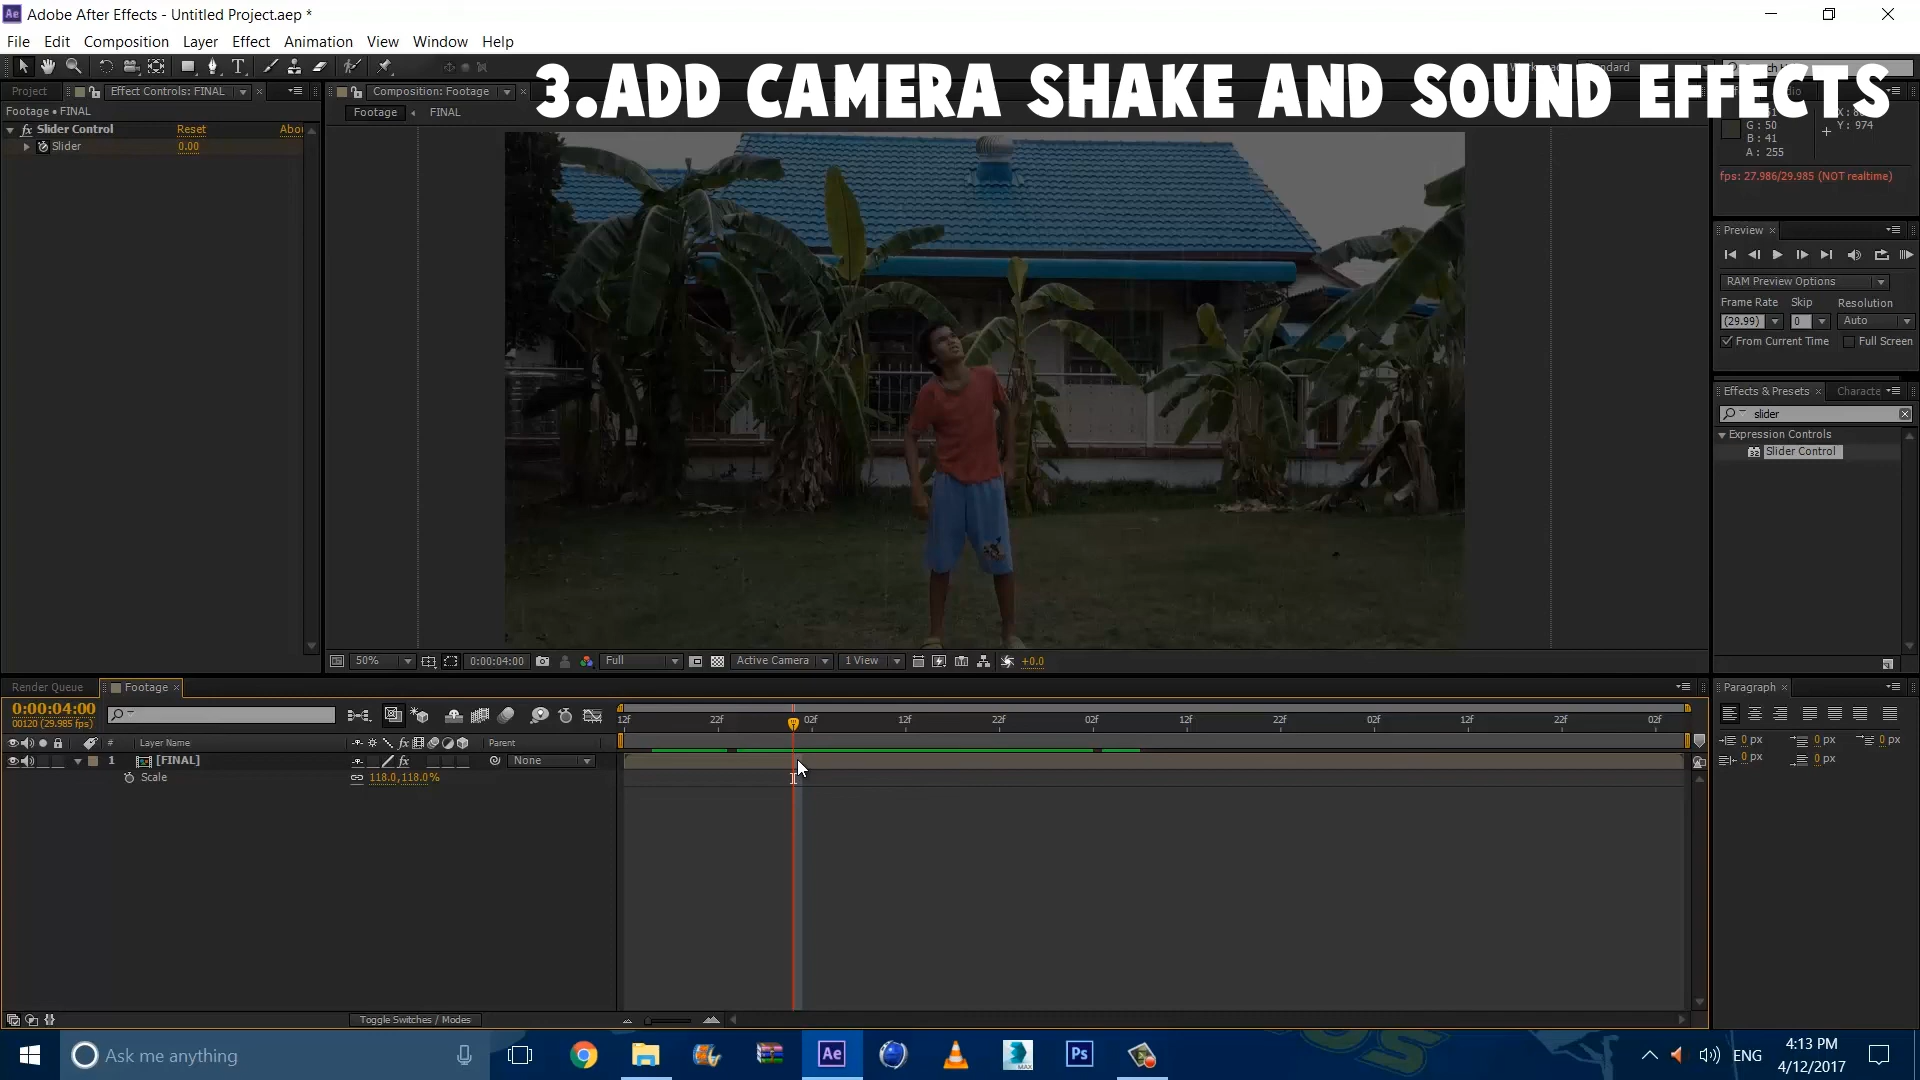 Adobe After Effects - Untitled Project.aep *
File Edit Composition Layer Effect Animation View Window Help
3.ADD CAMERA SHAKE AND SOUND EFFECTS
Project Effect Controls: FINAL
Footage • FINAL
fx Slider Control Reset Abou
Slider 0.00
Composition: Footage
Footage FINAL
G: 50
B: 41
A: 255
Y: 974
fps: 27.986/29.985 (NOT realtime)
Preview
RAM Preview Options
Frame Rate Skip Resolution
(29.99) 0 Auto
From Current Time Full Screen
Effects & Presets Characte
slider
Expression Controls
Slider Control
50% 0:00:04:00 Full Active Camera 1 View +0.0
Render Queue Footage
0:00:04:00
00120 (29.985 fps)
12f 22f 02f 12f 22f 02f 12f 22f 02f 12f 22f 02f
# Layer Name fx Parent
1 [FINAL] fx None
Scale 118.0,118.0%
Toggle Switches / Modes
Paragraph
0 px 0 px 0 px
0 px 0 px
Ask me anything
Ae
MAX
Ps
ENG
4:13 PM
4/12/2017